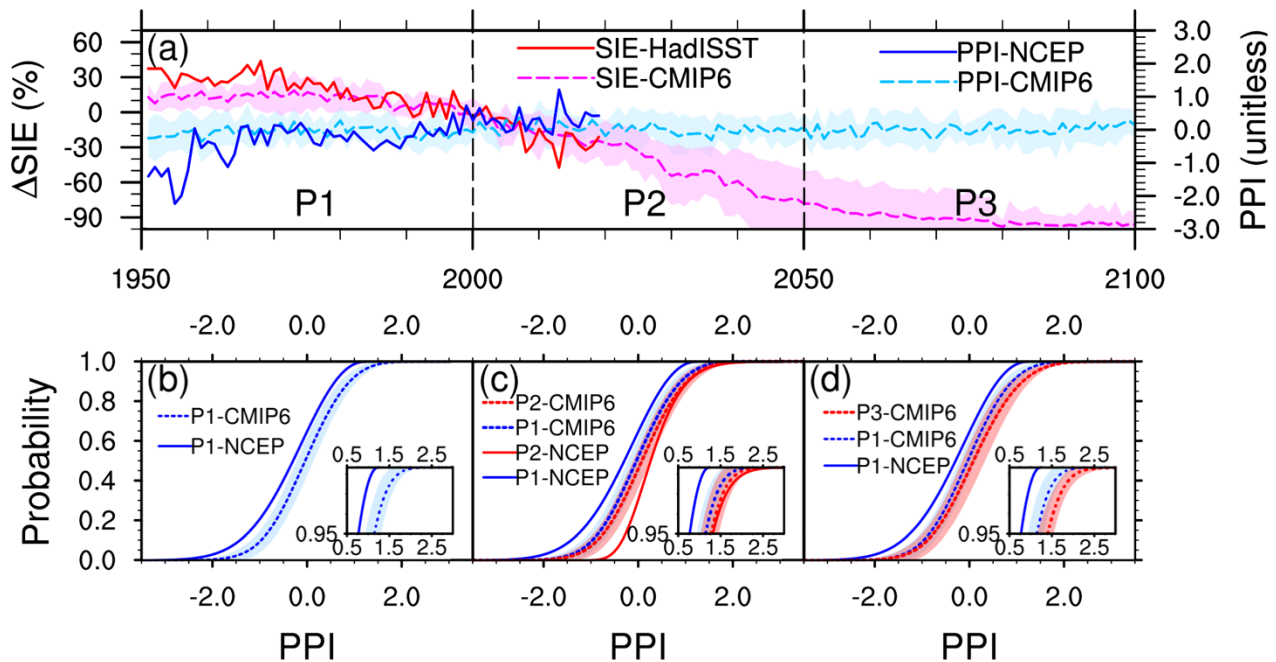 (a)
SIE-HadISST
SIE-CMIP6
PPI-NCEP
PPI-CMIP6
ΔSIE (%)
60
30
0
-30
-60
-90
3.0
2.0
1.0
0.0
-1.0
-2.0
-3.0
PPI (unitless)
P1
P2
P3
1950
2000
2050
2100
-2.0 0.0 2.0
-2.0 0.0 2.0
-2.0 0.0 2.0
Probability
1.0
0.8
0.6
0.4
0.2
0.0
(b)
P1-CMIP6
P1-NCEP
0.5 1.5 2.5
0.95
0.5 1.5 2.5
(c)
P2-CMIP6
P1-CMIP6
P2-NCEP
P1-NCEP
0.5 1.5 2.5
0.95
0.5 1.5 2.5
(d)
P3-CMIP6
P1-CMIP6
P1-NCEP
0.5 1.5 2.5
0.95
0.5 1.5 2.5
-2.0 0.0 2.0
-2.0 0.0 2.0
-2.0 0.0 2.0
PPI
PPI
PPI